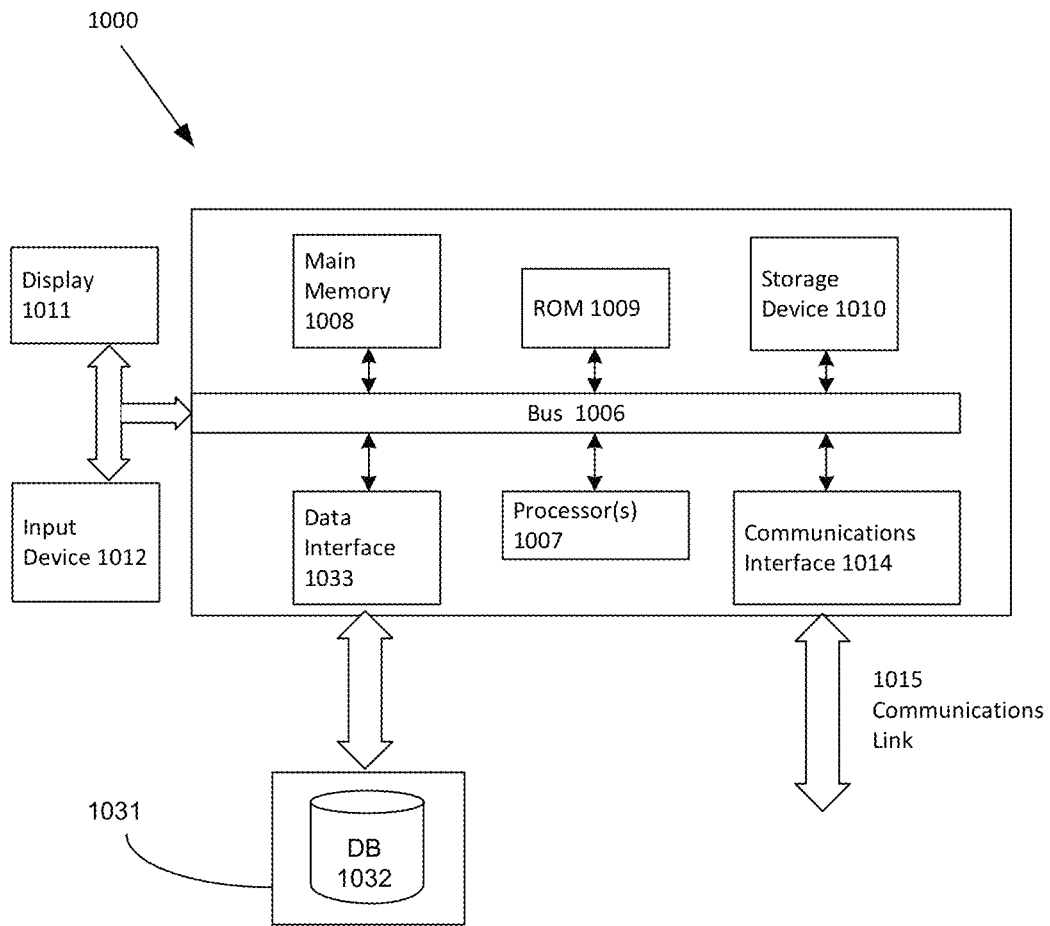 1000
Display
1011
Main
Memory
1008
ROM 1009
Storage
Device 1010
Bus 1006
Input
Device 1012
Data
Interface
1033
Processor(s)
1007
Communications
Interface 1014
1015
Communications
Link
1031
DB
1032